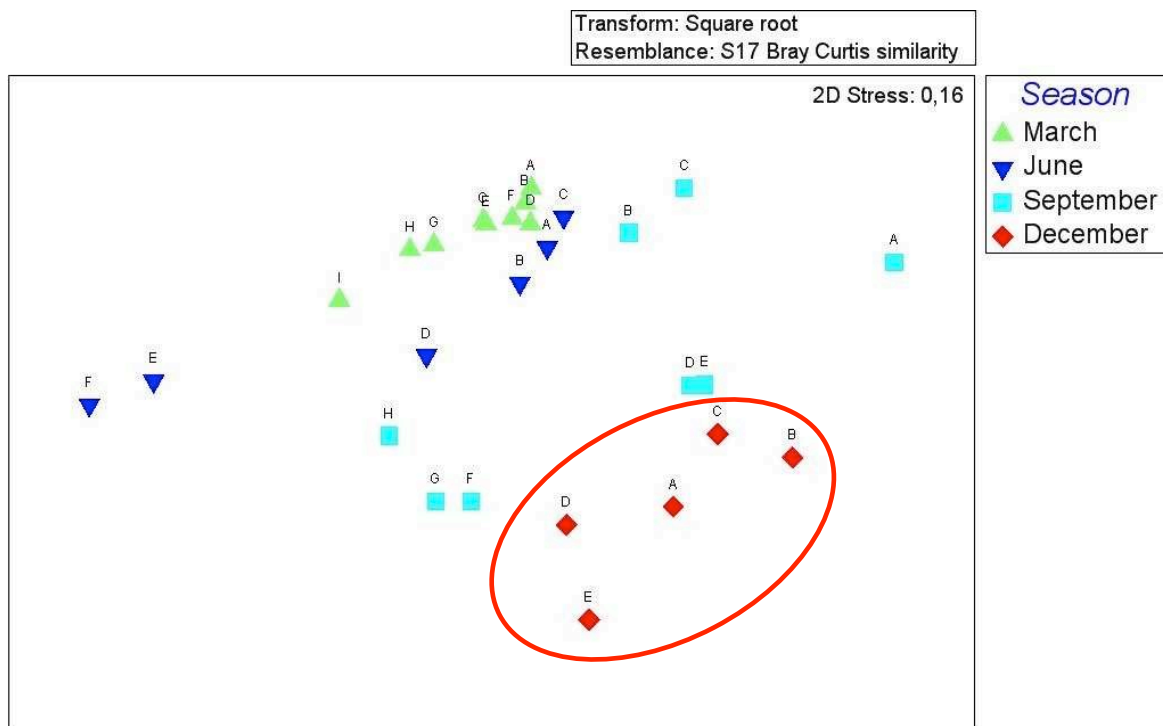 Transform: Square root
Resemblance: S17 Bray Curtis similarity
2D Stress: 0,16
Season
March
June
September
December
A
B
C
C
F
D
E
B
H
G
A
A
B
I
D
E
F
D E
C
H
B
G F
A
D
E